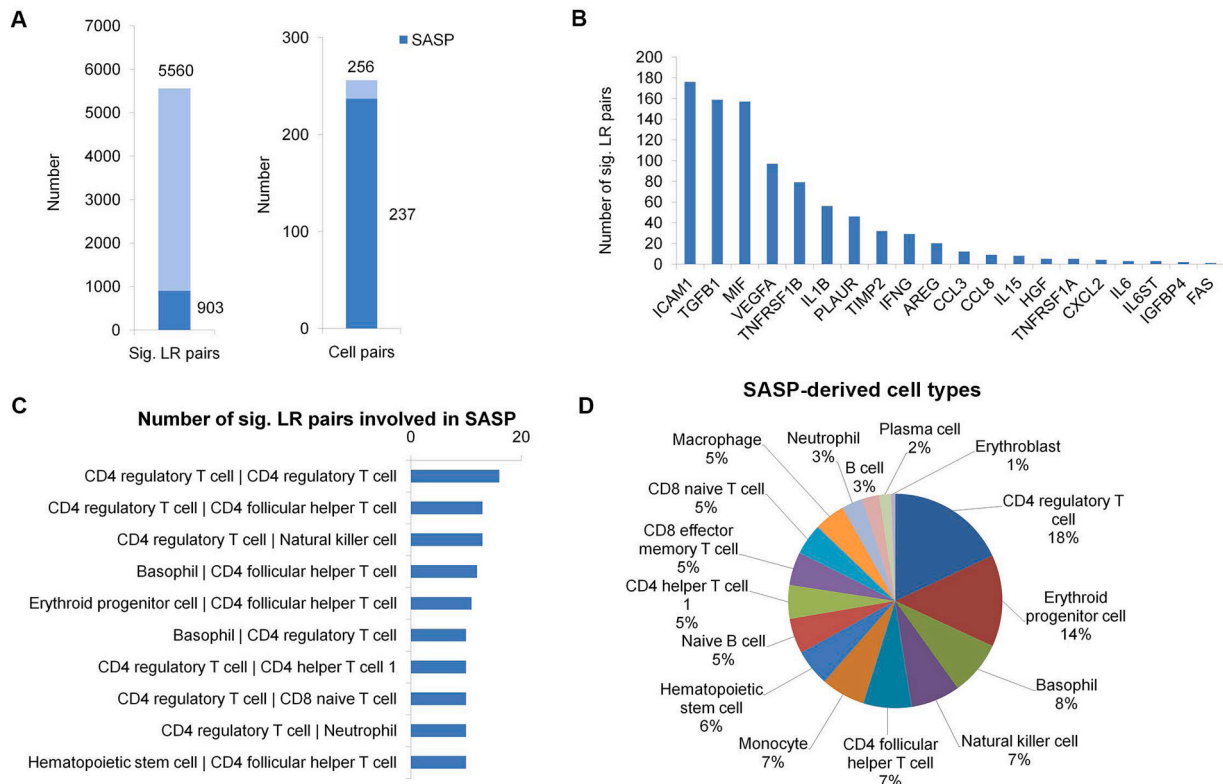 A
7000
6000
5000
4000
3000
2000
1000
0
Number
5560
903
Sig. LR pairs
300
200
100
0
Number
256
237
Cell pairs
SASP
B
200
180
160
140
120
100
80
60
40
20
0
Number of sig. LR pairs
ICAM1
TGFB1
MIF
VEGFA
TNFRSF1B
IL1B
PLAUR
TIMP2
IFNG
AREG
CCL3
CCL8
IL15
HGF
TNFRSF1A
CXCL2
IL6
IL6ST
IGFBP4
FAS
C
Number of sig. LR pairs involved in SASP
0
20
CD4 regulatory T cell | CD4 regulatory T cell
CD4 regulatory T cell | CD4 follicular helper T cell
CD4 regulatory T cell | Natural killer cell
Basophil | CD4 follicular helper T cell
Erythroid progenitor cell | CD4 follicular helper T cell
Basophil | CD4 regulatory T cell
CD4 regulatory T cell | CD4 helper T cell 1
CD4 regulatory T cell | CD8 naive T cell
CD4 regulatory T cell | Neutrophil
Hematopoietic stem cell | CD4 follicular helper T cell
D
SASP-derived cell types
CD4 regulatory T
cell
18%
Erythroid
progenitor cell
14%
Basophil
8%
Natural killer cell
7%
CD4 follicular
helper T cell
7%
Monocyte
7%
Hematopoietic
stem cell
6%
Naive B cell
5%
CD4 helper T cell
1
5%
CD8 effector
memory T cell
5%
CD8 naive T cell
5%
Macrophage
5%
Neutrophil
3%
B cell
3%
Plasma cell
2%
Erythroblast
1%